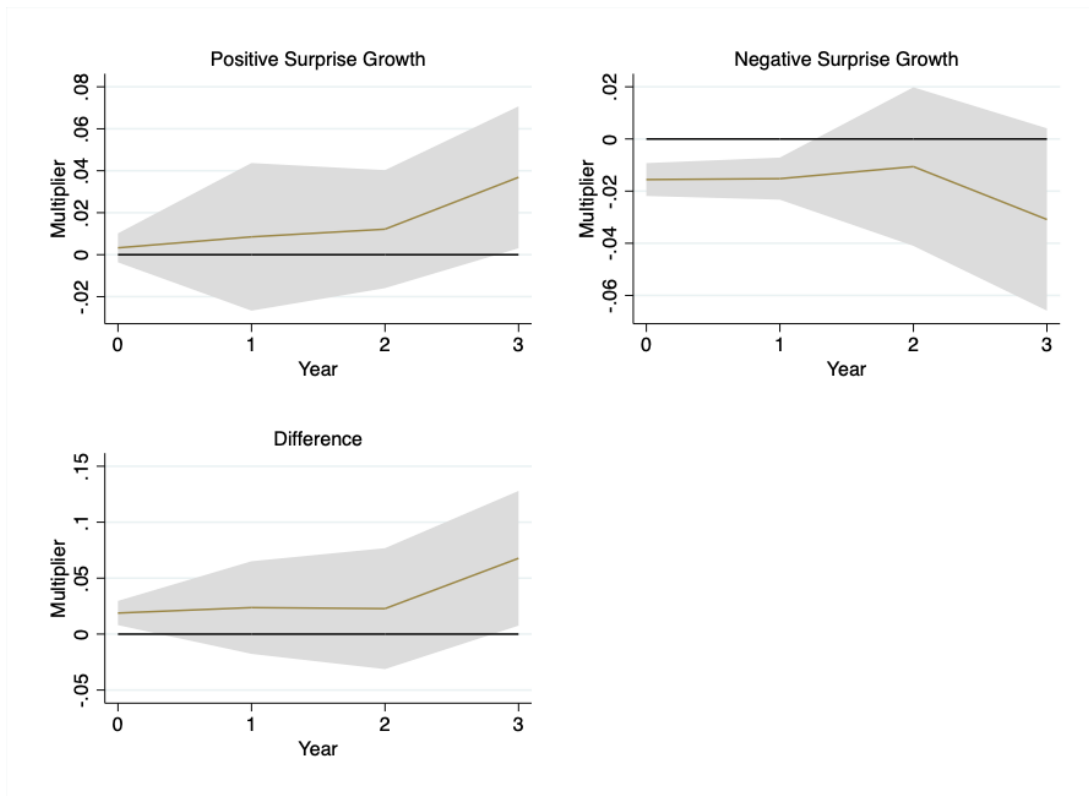 Positive Surprise Growth
Multiplier
.08
.06
.04
.02
0
-.02
0 1 2 3
Year
Negative Surprise Growth
Multiplier
.02
0
-.02
-.04
-.06
0 1 2 3
Year
Difference
Multiplier
.15
.1
.05
0
-.05
0 1 2 3
Year